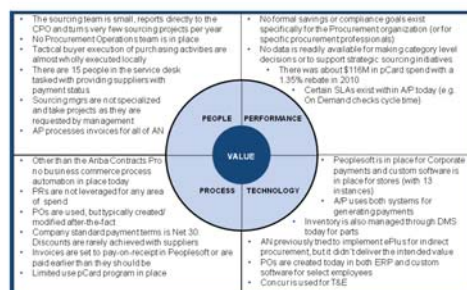 • The sourcing team is small, reports directly to the
CPO and turns very few sourcing projects per year
• No Procurement Operations team is in place
• Tactical buyer execution of purchasing activities are
almost wholly executed locally
• There are 15 people in the service desk
tasked with providing suppliers with
payment status
• Sourcing mgrs are not specialized
and take projects as they are
requested by management
• AP processes invoices for all of AN
• No formal savings or compliance goals exist
specifically for the Procurement organization (or for
specific procurement professionals)
• No data is readily available for making category level
decisions or to support strategic sourcing initiatives
• There was about $116M in pCard spend with a
1.35% rebate in 2010
• Certain SLAs exist within A/P today (e.g.
On Demand checks cycle time)
PEOPLE
PERFORMANCE
VALUE
PROCESS
TECHNOLOGY
• Other than the Ariba Contracts Pro
no business commerce process
automation in place today
• PRs are not leveraged for any area
of spend
• POs are used, but typically created/
modified after-the-fact
• Company standard payment terms is Net 30.
Discounts are rarely achieved with suppliers
• Invoices are set to pay-on-receipt in Peoplesoft or are
paid earlier than they should be
• Limited use pCard program in place
• Peoplesoft is in place for Corporate
payments and custom software is
in place for stores (with 13
instances)
• A/P uses both systems for
generating payments
• Inventory is also managed through DMS
today for parts
• AN previously tried to implement ePlus for indirect
procurement, but it didn't deliver the intended value
• POs are created today in both ERP and custom
software for select employees
• Concur is used for T&E